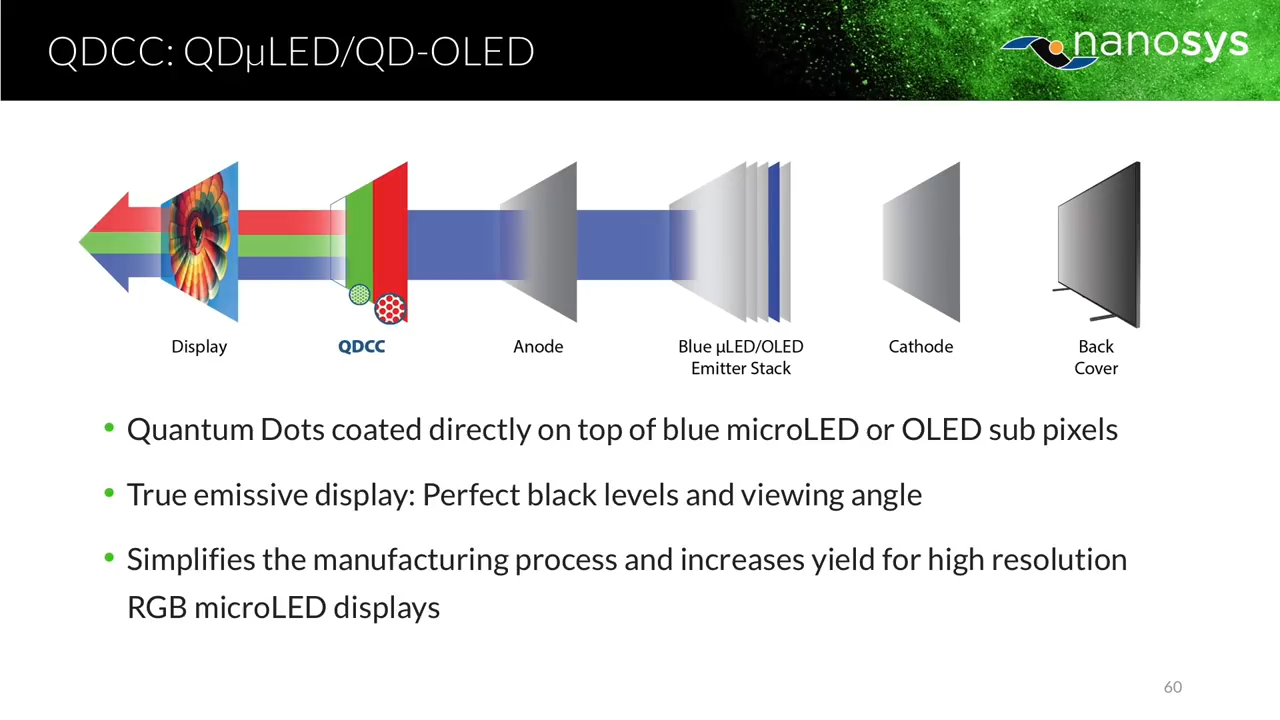 QDCC: QDµLED/QD-OLED
nanosys
Display
QDCC
Anode
Blue µLED/OLED
Emitter Stack
Cathode
Back
Cover
• Quantum Dots coated directly on top of blue microLED or OLED sub pixels
• True emissive display: Perfect black levels and viewing angle
• Simplifies the manufacturing process and increases yield for high resolution
RGB microLED displays
60